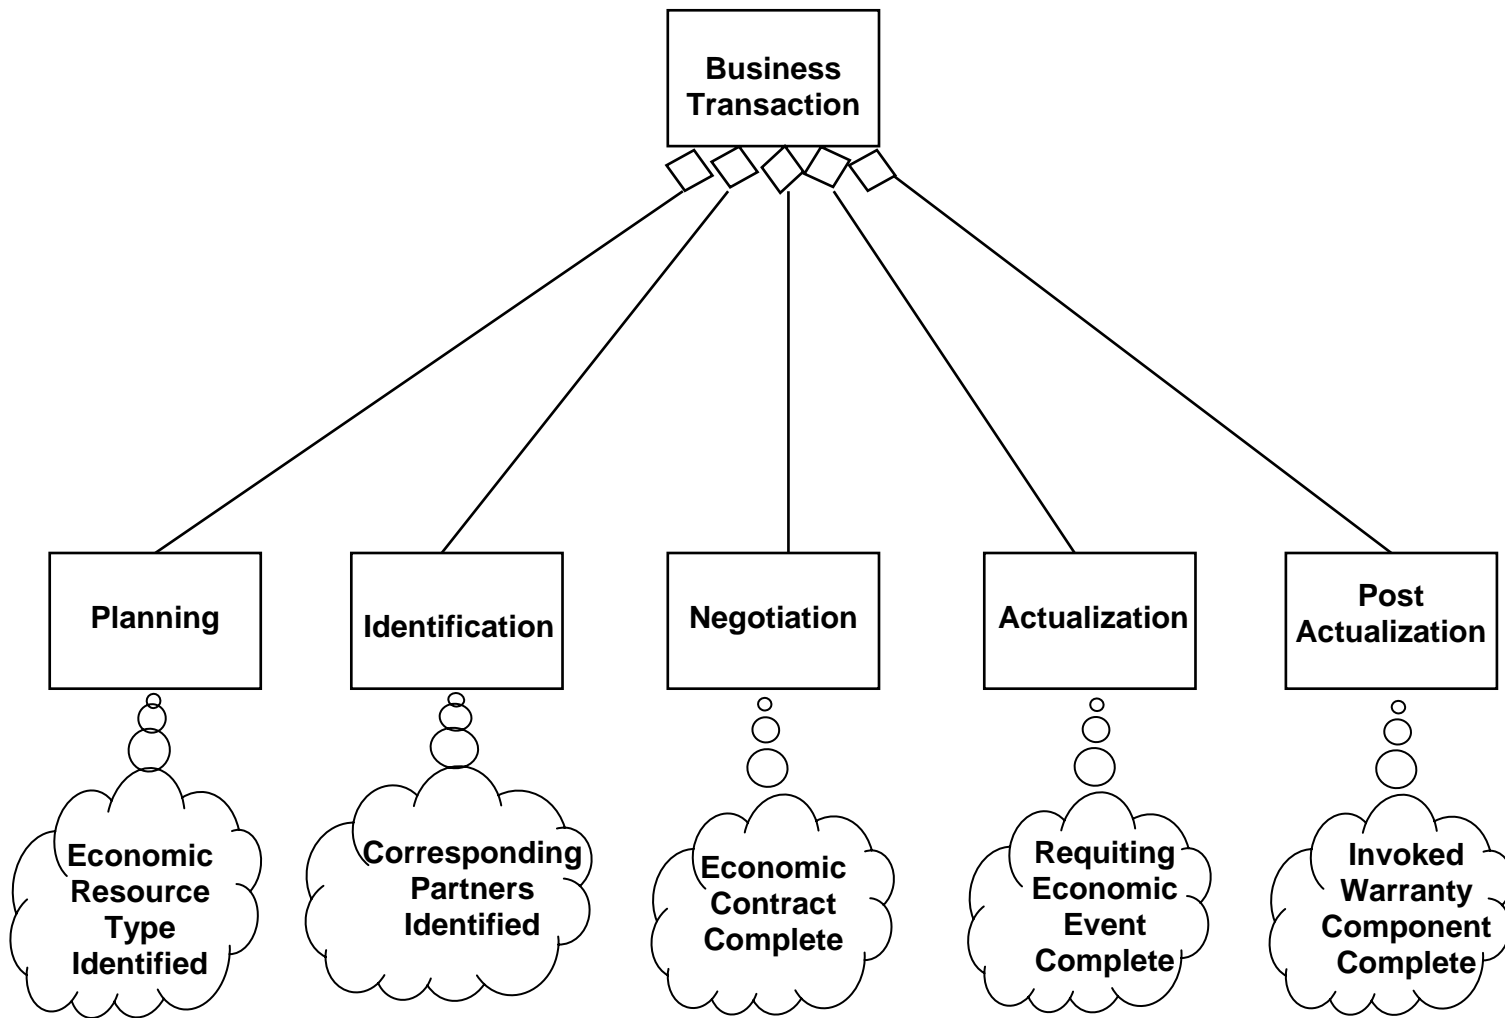 Business
Transaction
Planning
Identification
Negotiation
Actualization
Post
Actualization
Economic
Resource
Type
Identified
Corresponding
Partners
Identified
Economic
Contract
Complete
Requiting
Economic
Event
Complete
Invoked
Warranty
Component
Complete